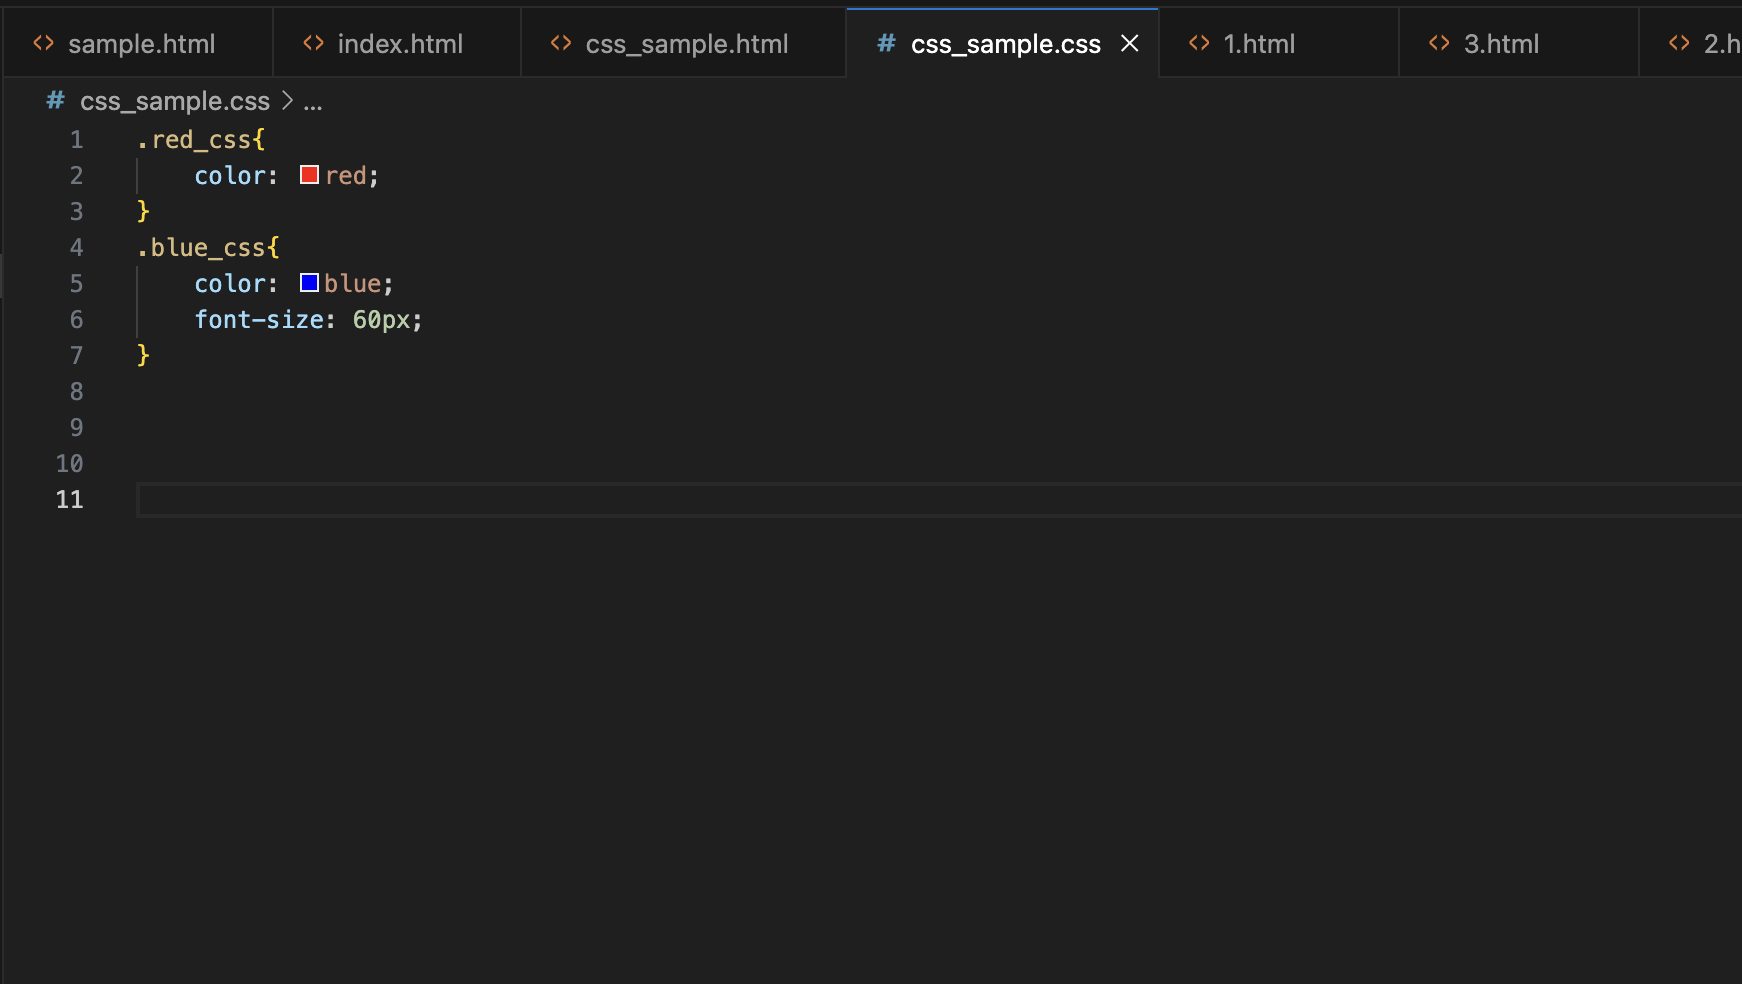 sample.html index.html css_sample.html css_sample.css 1.html 3.html 2.h
css_sample.css > ...
1 .red_css{
2 color: red;
3 }
4 .blue_css{
5 color: blue;
6 font-size: 60px;
7 }
8
9
10
11